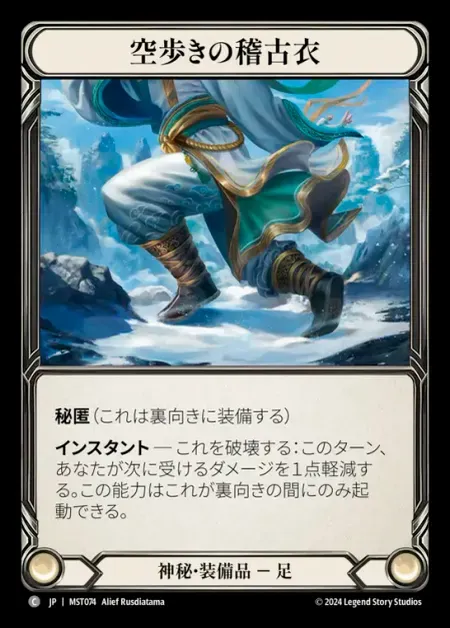 空歩きの稽古衣
秘匿（これは裏向きに装備する）
インスタント ― これを破壊する：このターン、
あなたが次に受けるダメージを１点軽減す
る。この能力はこれが裏向きの間にのみ起
動できる。
神秘・装備品 － 足
C JP | MST074 Alief Rusdiatama
© 2024 Legend Story Studios